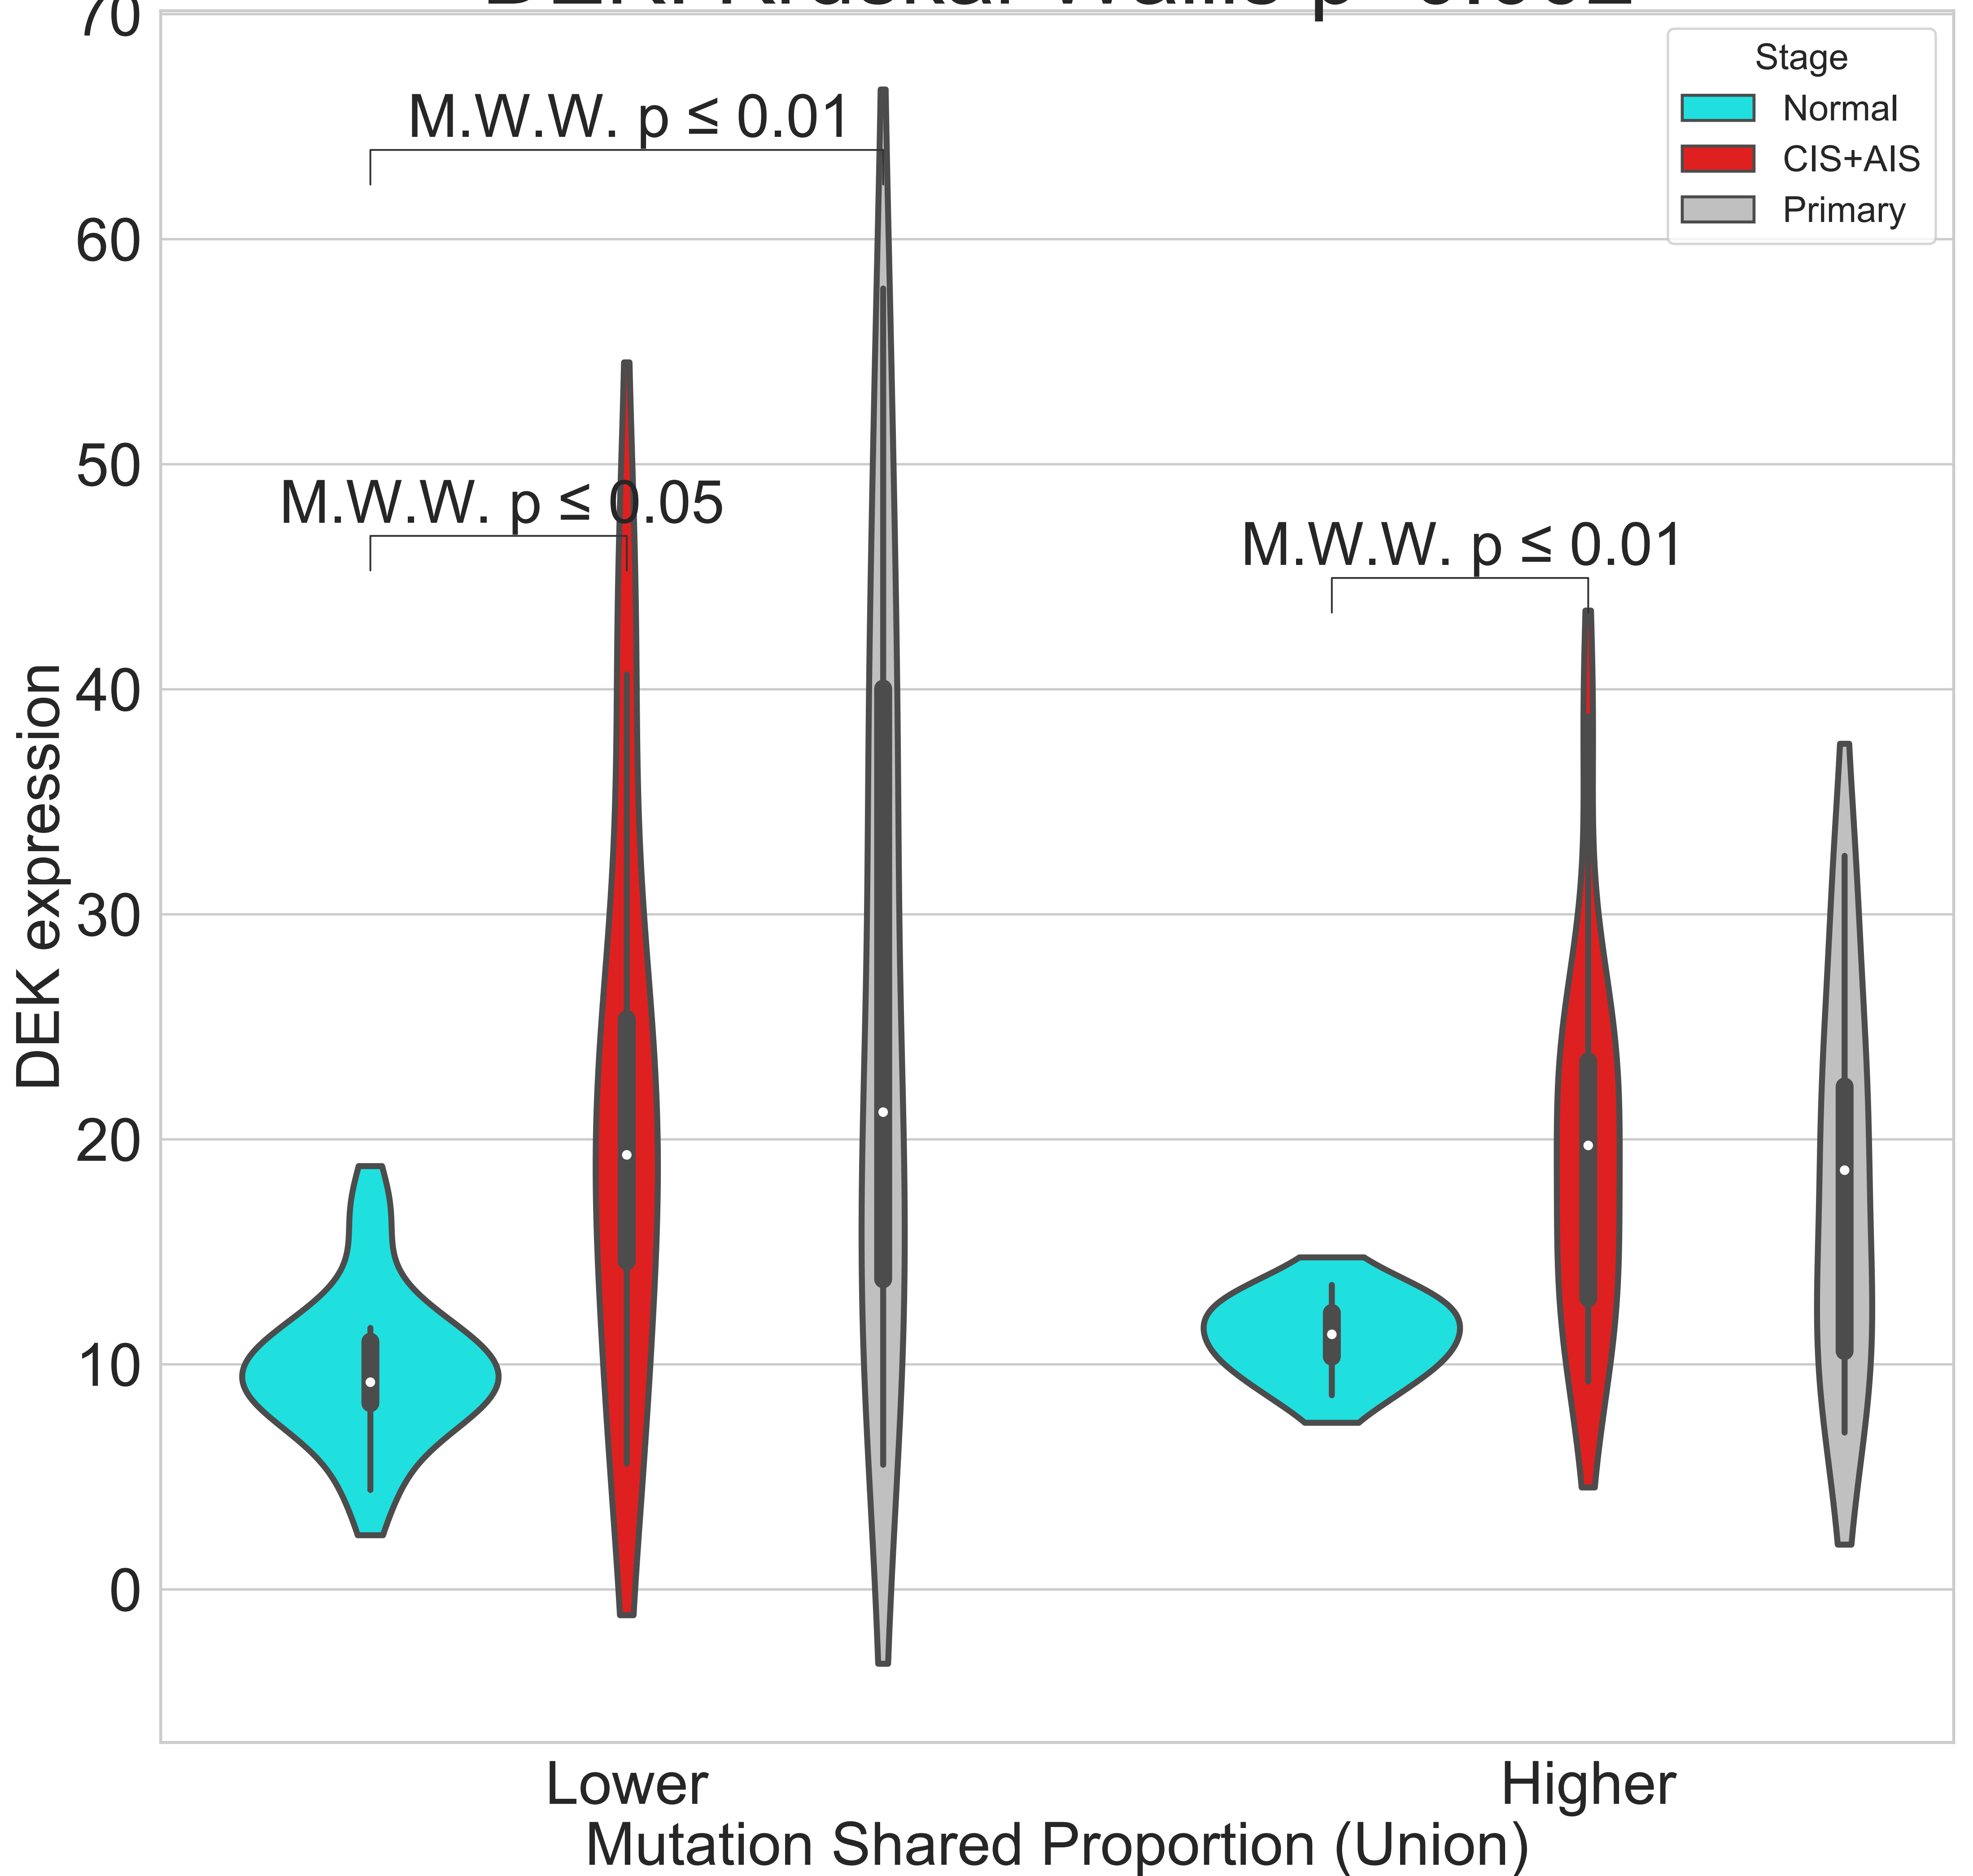 70
M.W.W. p ≤ 0.01
Stage
Normal
CIS+AIS
Primary
60
50
M.W.W. p ≤ 0.05
M.W.W. p ≤ 0.01
40
30
20
10
0
DEK expression
Lower
Higher
Mutation Shared Proportion (Union)